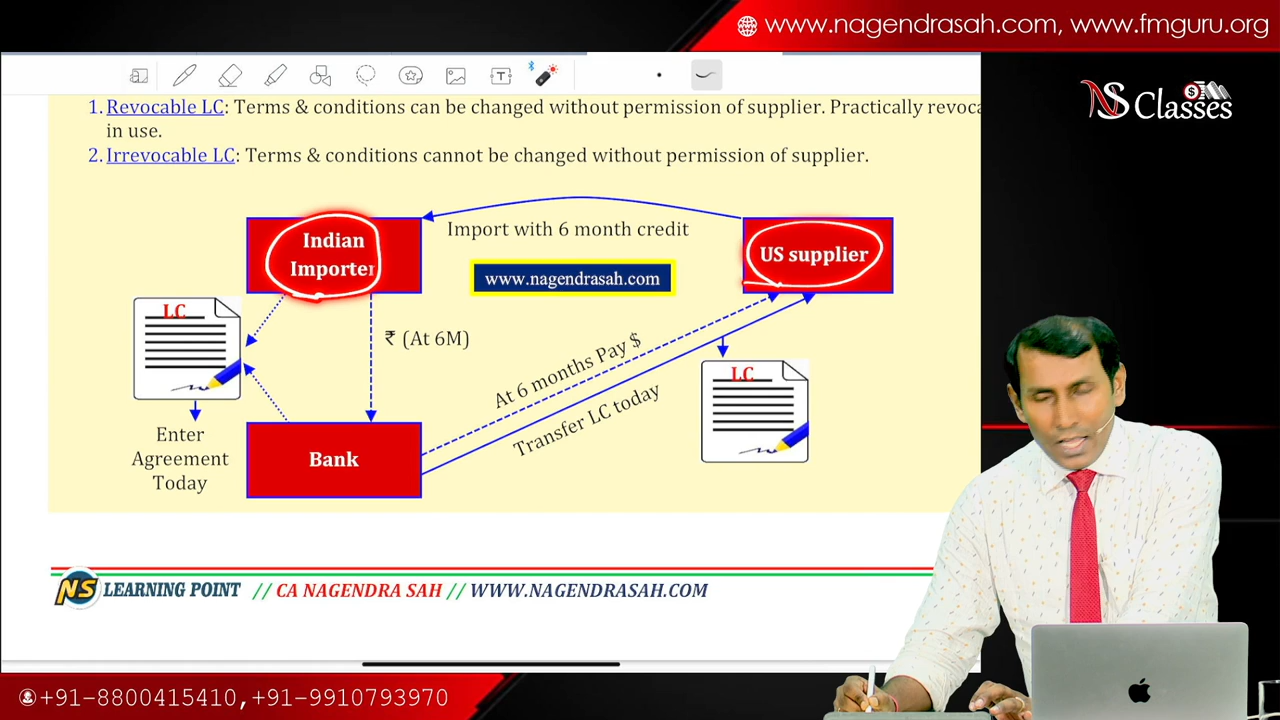 www.nagendrasah.com, www.fmguru.org
NS Classes
T
1. Revocable LC: Terms & conditions can be changed without permission of supplier. Practically
in use.
2. Irrevocable LC: Terms & conditions cannot be changed without permission of supplier.
Indian
Importer
Import with 6 month credit
US supplier
www.nagendrasah.com
LC
₹ (At 6M)
At 6 months Pay $
Transfer LC today
LC
Enter
Agreement
Today
Bank
NS LEARNING POINT // CA NAGENDRA SAH // WWW.NAGENDRASAH.COM
+91-8800415410,+91-9910793970